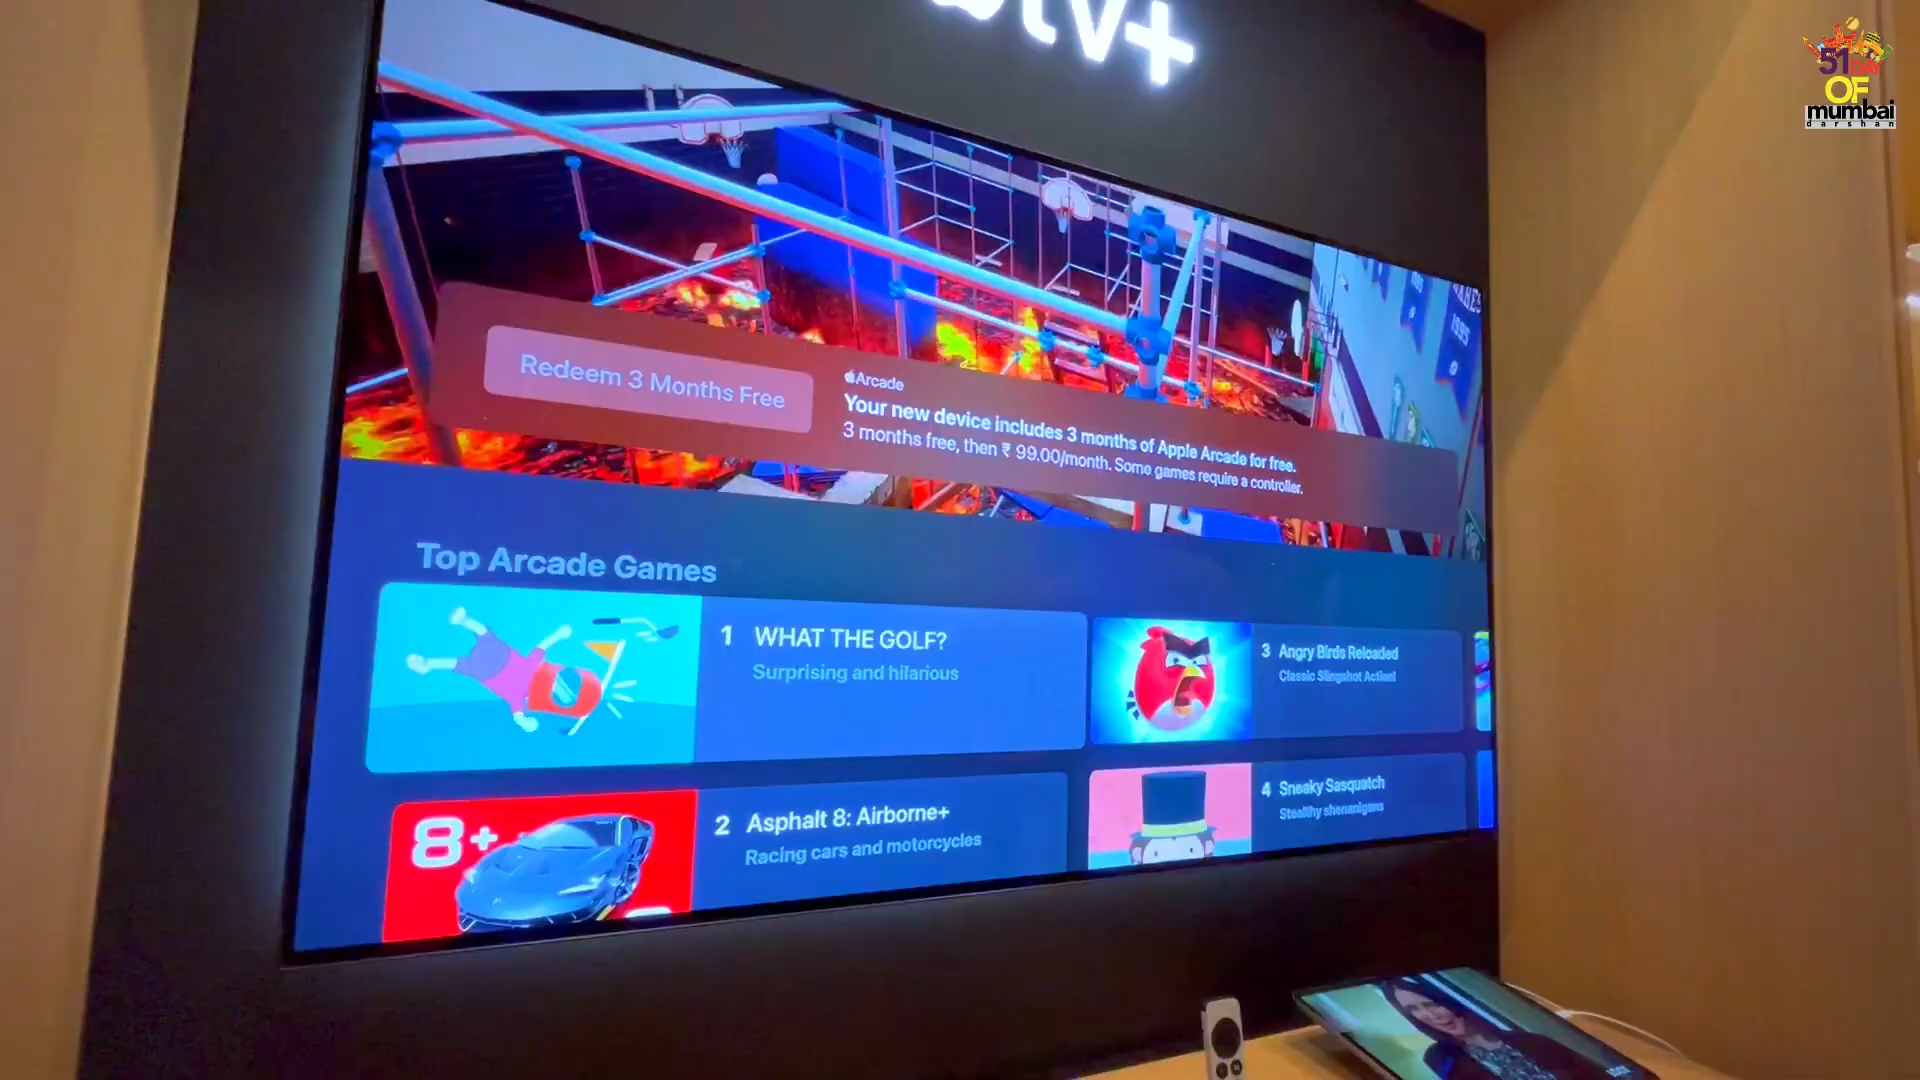 tv+
51 DAY
OF
mumbai
darshan
1995
Redeem 3 Months Free
Arcade
Your new device includes 3 months of Apple Arcade for free.
3 months free, then ₹ 99.00/month. Some games require a controller.
Top Arcade Games
1 WHAT THE GOLF?
Surprising and hilarious
3 Angry Birds Reloaded
Classic Slingshot Action!
8+
2 Asphalt 8: Airborne+
Racing cars and motorcycles
4 Sneaky Sasquatch
Stealthy shenanigans